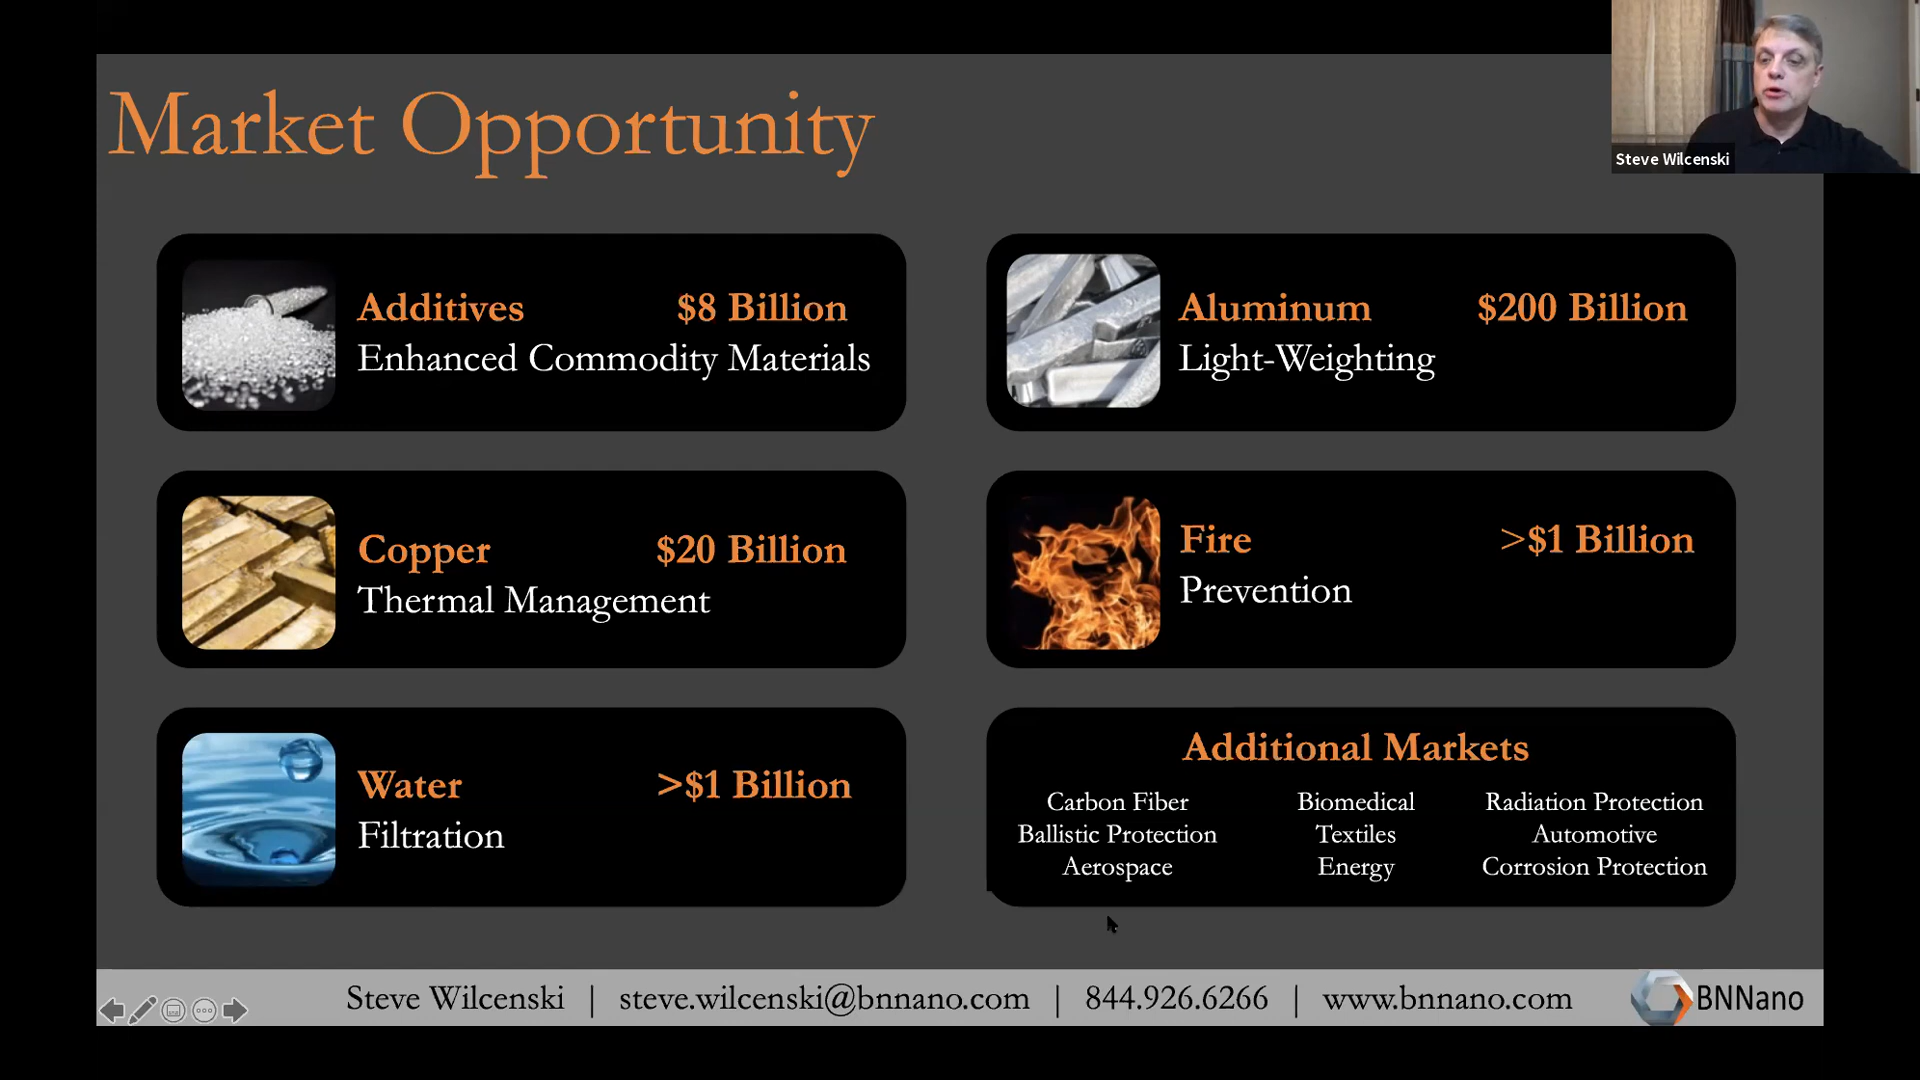 Market Opportunity
Steve Wilcenski
Additives $8 Billion
Enhanced Commodity Materials
Aluminum $200 Billion
Light-Weighting
Copper $20 Billion
Thermal Management
Fire >$1 Billion
Prevention
Water >$1 Billion
Filtration
Additional Markets
Carbon Fiber Biomedical Radiation Protection
Ballistic Protection Textiles Automotive
Aerospace Energy Corrosion Protection
Steve Wilcenski | steve.wilcenski@bnnano.com | 844.926.6266 | www.bnnano.com BNNano